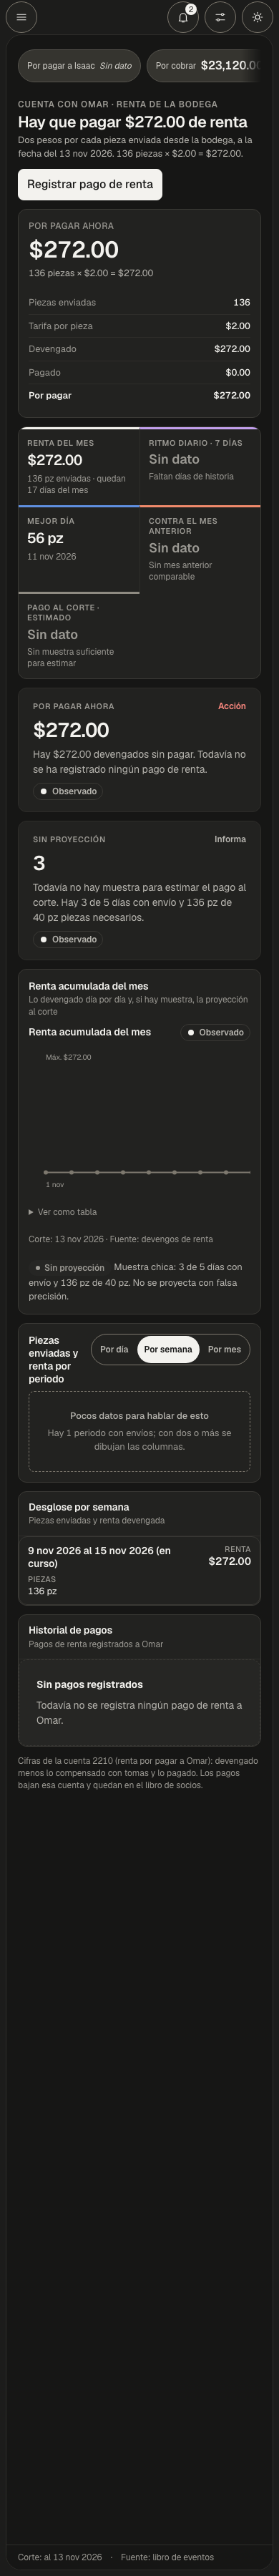 2
Por pagar a Isaac Sin dato
Por cobrar $23,120.0
CUENTA CON OMAR · RENTA DE LA BODEGA
Hay que pagar $272.00 de renta
Dos pesos por cada pieza enviada desde la bodega, a la
fecha del 13 nov 2026. 136 piezas × $2.00 = $272.00.
Registrar pago de renta
POR PAGAR AHORA
$272.00
136 piezas × $2.00 = $272.00
Piezas enviadas 136
Tarifa por pieza $2.00
Devengado $272.00
Pagado $0.00
Por pagar $272.00
RENTA DEL MES
$272.00
136 pz enviadas · quedan
17 días del mes
RITMO DIARIO · 7 DÍAS
Sin dato
Faltan días de historia
MEJOR DÍA
56 pz
11 nov 2026
CONTRA EL MES
ANTERIOR
Sin dato
Sin mes anterior
comparable
PAGO AL CORTE ·
ESTIMADO
Sin dato
Sin muestra suficiente
para estimar
POR PAGAR AHORA Acción
$272.00
Hay $272.00 devengados sin pagar. Todavía no
se ha registrado ningún pago de renta.
Observado
SIN PROYECCIÓN Informa
3
Todavía no hay muestra para estimar el pago al
corte. Hay 3 de 5 días con envío y 136 pz de
40 pz piezas necesarios.
Observado
Renta acumulada del mes
Lo devengado día por día y, si hay muestra, la proyección
al corte
Renta acumulada del mes Observado
Máx. $272.00
1 nov
Ver como tabla
Corte: 13 nov 2026 · Fuente: devengos de renta
Sin proyección Muestra chica: 3 de 5 días con
envío y 136 pz de 40 pz. No se proyecta con falsa
precisión.
Piezas
enviadas y
renta por
periodo
Por día Por semana Por mes
Pocos datos para hablar de esto
Hay 1 periodo con envíos; con dos o más se
dibujan las columnas.
Desglose por semana
Piezas enviadas y renta devengada
9 nov 2026 al 15 nov 2026 (en
curso)
RENTA
$272.00
PIEZAS
136 pz
Historial de pagos
Pagos de renta registrados a Omar
Sin pagos registrados
Todavía no se registra ningún pago de renta a
Omar.
Cifras de la cuenta 2210 (renta por pagar a Omar): devengado
menos lo compensado con tomas y lo pagado. Los pagos
bajan esa cuenta y quedan en el libro de socios.
Corte: al 13 nov 2026 · Fuente: libro de eventos